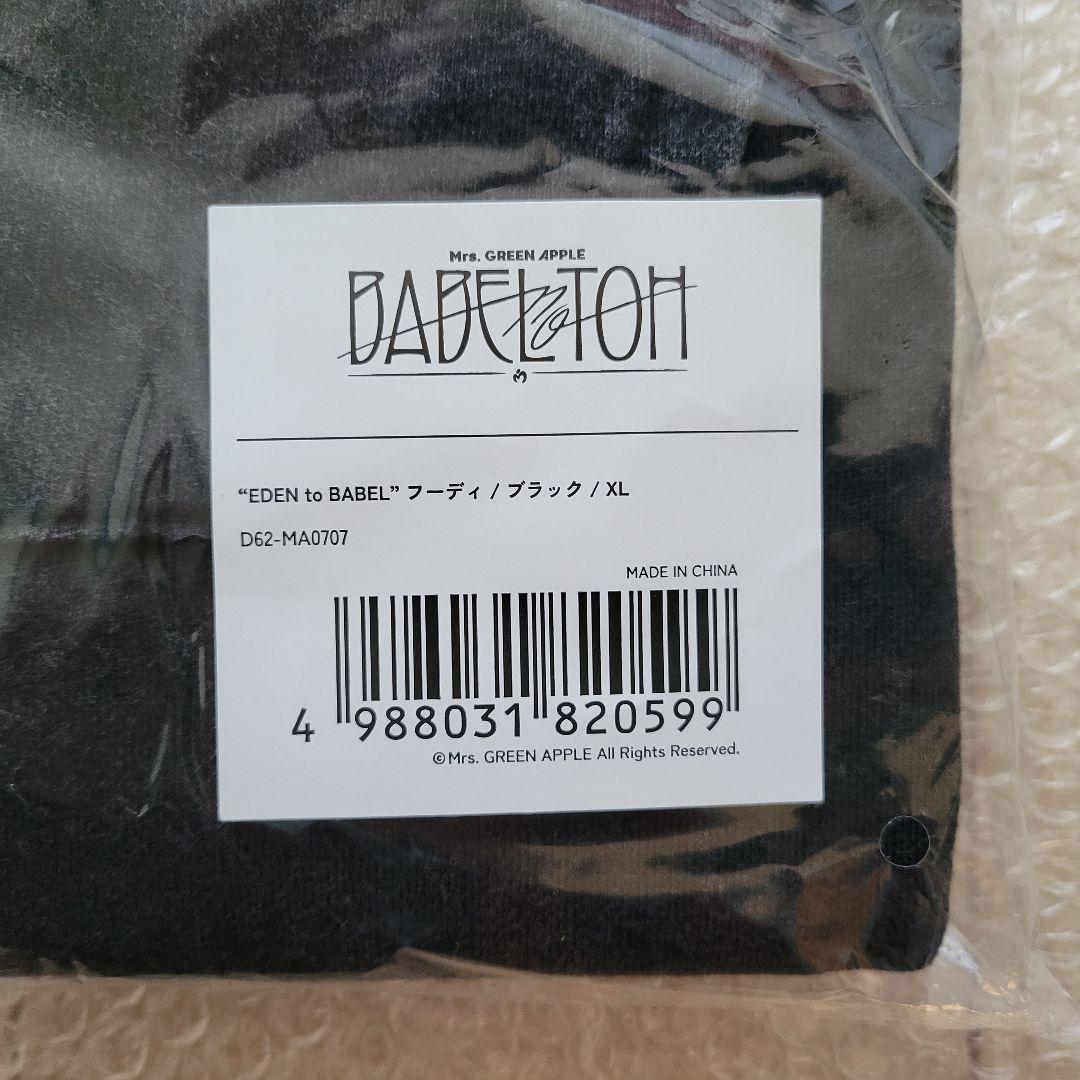 Mrs. GREEN APPLE
BABEL no TOH
“EDEN to BABEL” フーディ / ブラック / XL
D62-MA0707
MADE IN CHINA
4 988031 820599
©Mrs. GREEN APPLE All Rights Reserved.